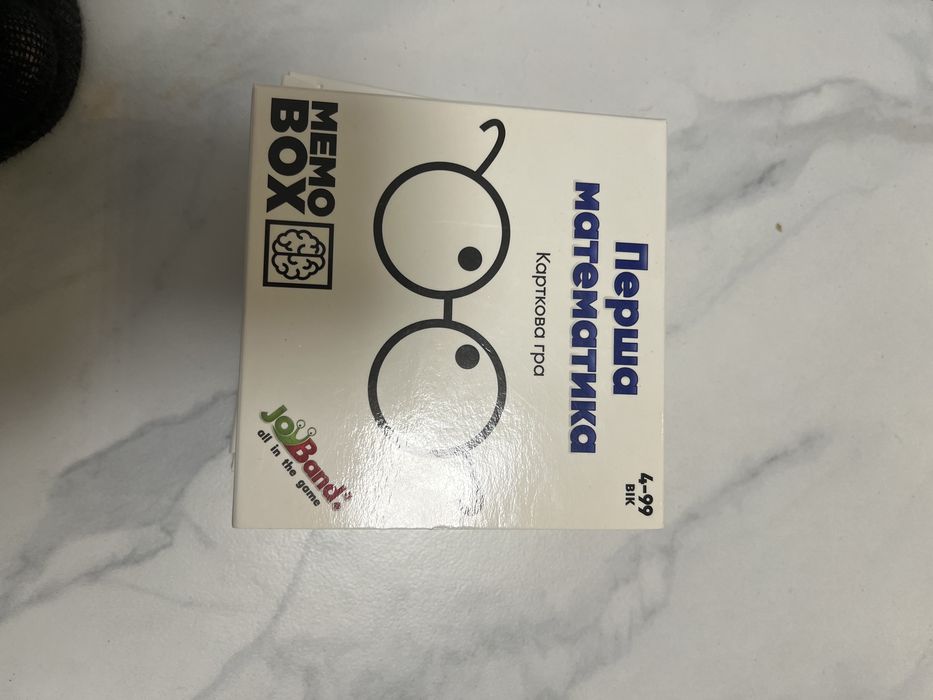 4-99
вік
Перша
математика
Карткова гра
MEMO
BOX
JoyBand
all in the game